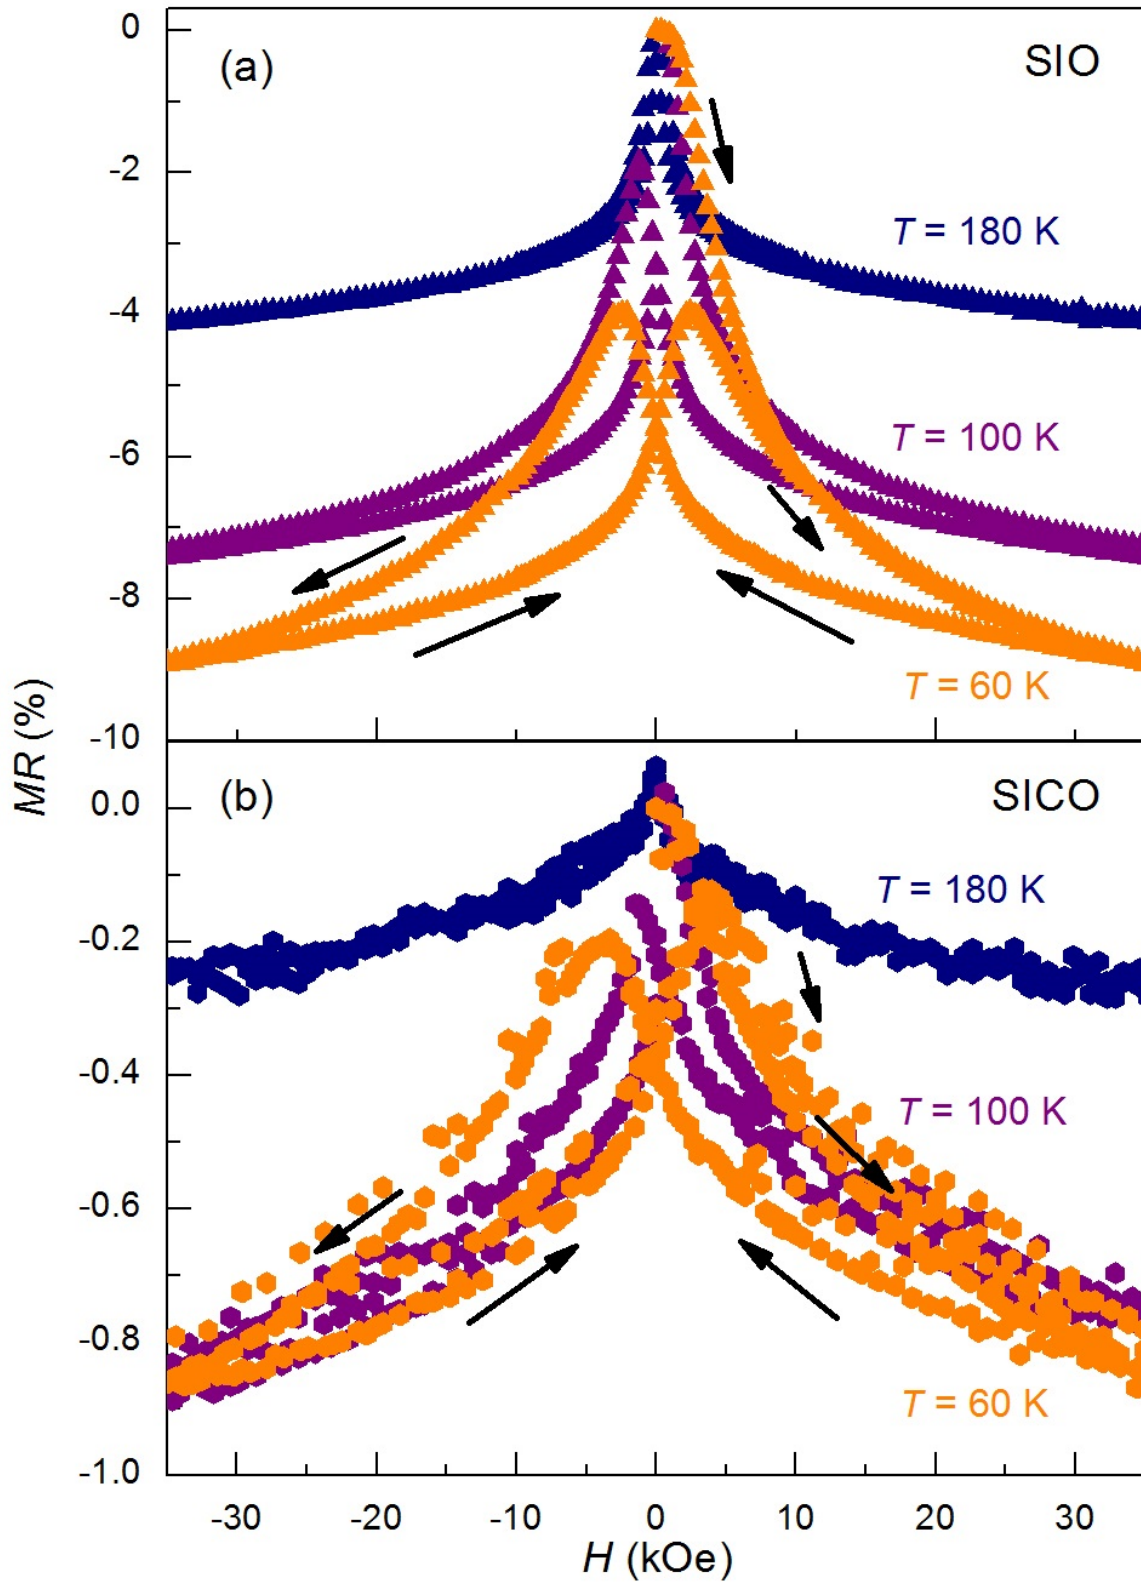 0
(a)
SIO
-2
T = 180 K
-4
T = 100 K
-6
-8
T = 60 K
-10
MR (%)
(b)
SICO
0.0
T = 180 K
-0.2
-0.4
T = 100 K
-0.6
-0.8
T = 60 K
-1.0
-30 -20 -10 0 10 20 30
H (kOe)